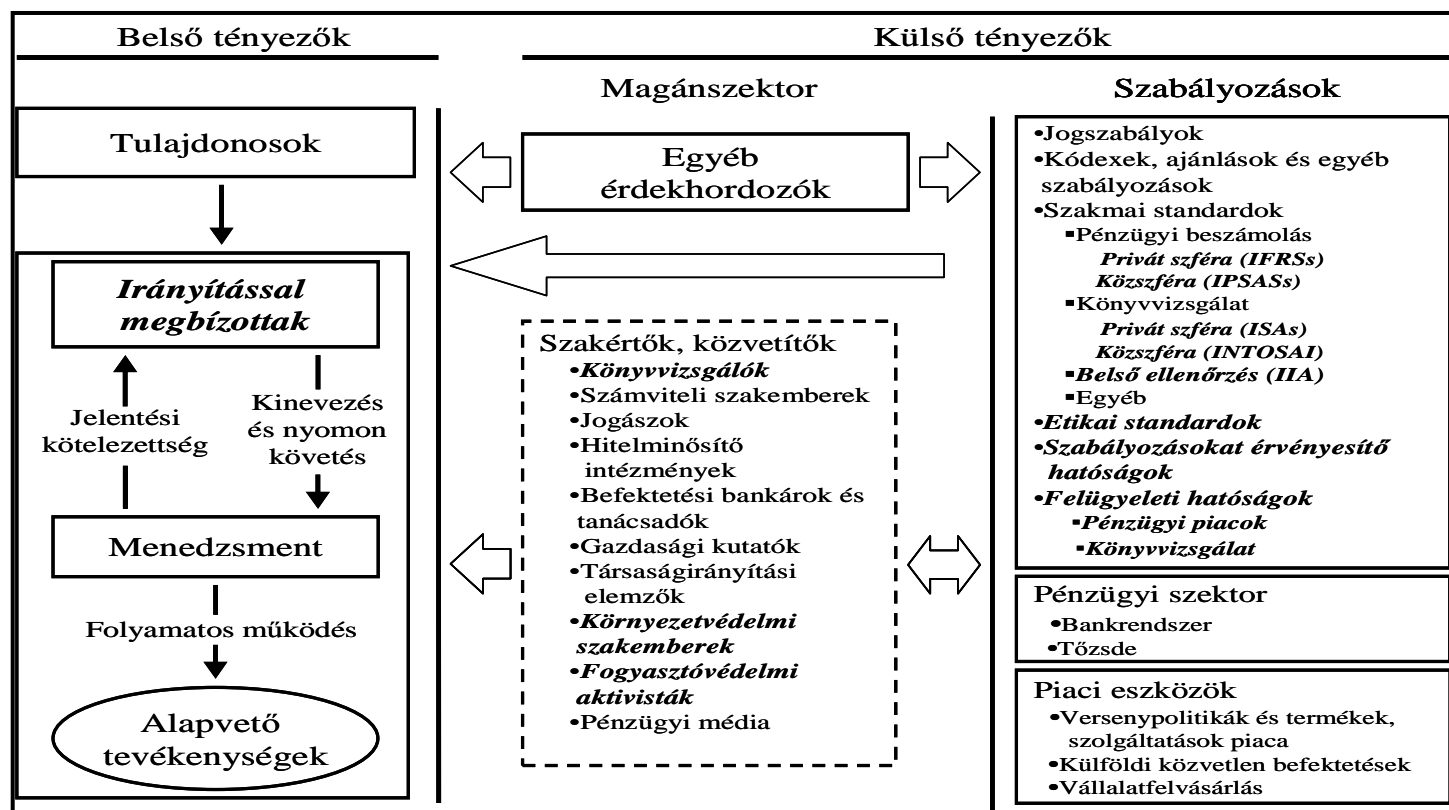 Belső tényezők
Külső tényezők
Magánszektor
Szabályozások
Tulajdonosok
Irányítással
megbízottak
Jelentési
kötelezettség
Kinevezés
és nyomon
követés
Menedzsment
Folyamatos működés
Alapvető
tevékenységek
Egyéb
érdekhordozók
Szakértők, közvetítők
•Könyvvizsgálók
•Számviteli szakemberek
•Jogászok
•Hitelminősítő
intézmények
•Befektetési bankárok és
tanácsadók
•Gazdasági kutatók
•Társaságirányítási
elemzők
•Környezetvédelmi
szakemberek
•Fogyasztóvédelmi
aktivisták
•Pénzügyi média
•Jogszabályok
•Kódexek, ajánlások és egyéb
szabályozások
•Szakmai standardok
▪Pénzügyi beszámolás
Privát szféra (IFRSs)
Közszféra (IPSASs)
▪Könyvvizsgálat
Privát szféra (ISAs)
Közszféra (INTOSAI)
▪Belső ellenőrzés (IIA)
▪Egyéb
•Etikai standardok
•Szabályozásokat érvényesítő
hatóságok
•Felügyeleti hatóságok
▪Pénzügyi piacok
▪Könyvvizsgálat
Pénzügyi szektor
•Bankrendszer
•Tőzsde
Piaci eszközök
•Versenypolitikák és termékek,
szolgáltatások piaca
•Külföldi közvetlen befektetések
•Vállalatfelvásárlás